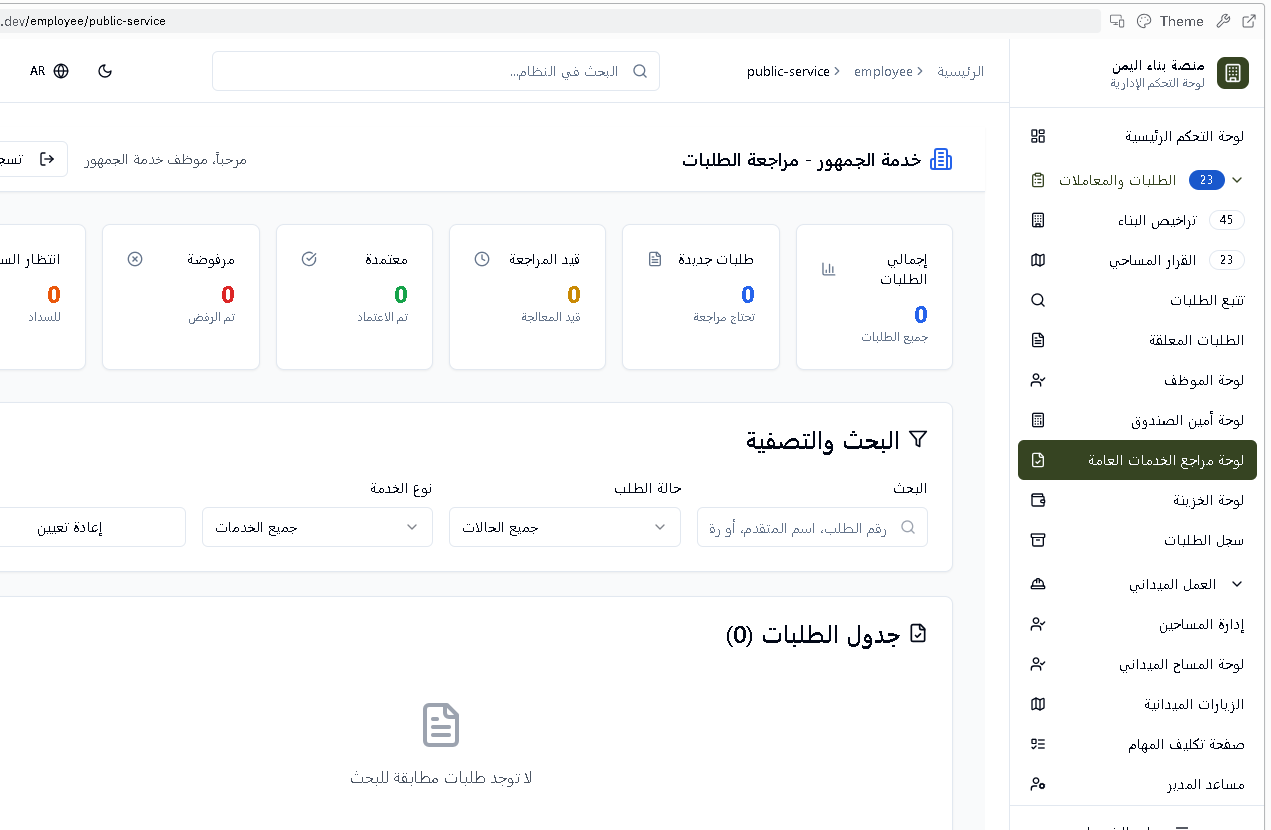 .dev/employee/public-service
Theme
منصة بناء اليمن
لوحة التحكم الإدارية
الرئيسية
employee
public-service
البحث في النظام...
AR
لوحة التحكم الرئيسية
الطلبات والمعاملات 23
تراخيص البناء 45
القرار المساحي 23
تتبع الطلبات
الطلبات المعلقة
لوحة الموظف
لوحة أمين الصندوق
لوحة مراجع الخدمات العامة
لوحة الخزينة
سجل الطلبات
العمل الميداني
إدارة المساحين
لوحة المساح الميداني
الزيارات الميدانية
صفحة تكليف المهام
مساعد المدير
خدمة الجمهور - مراجعة الطلبات
مرحباً، موظف خدمة الجمهور
إجمالي
الطلبات
0
جميع الطلبات
طلبات جديدة
0
تحتاج مراجعة
قيد المراجعة
0
قيد المعالجة
معتمدة
0
تم الاعتماد
مرفوضة
0
تم الرفض
انتظار
0
للسداد
البحث والتصفية
البحث
رقم الطلب، اسم المتقدم، أو
حالة الطلب
جميع الحالات
نوع الخدمة
جميع الخدمات
إعادة تعيين
جدول الطلبات (0)
لا توجد طلبات مطابقة للبحث